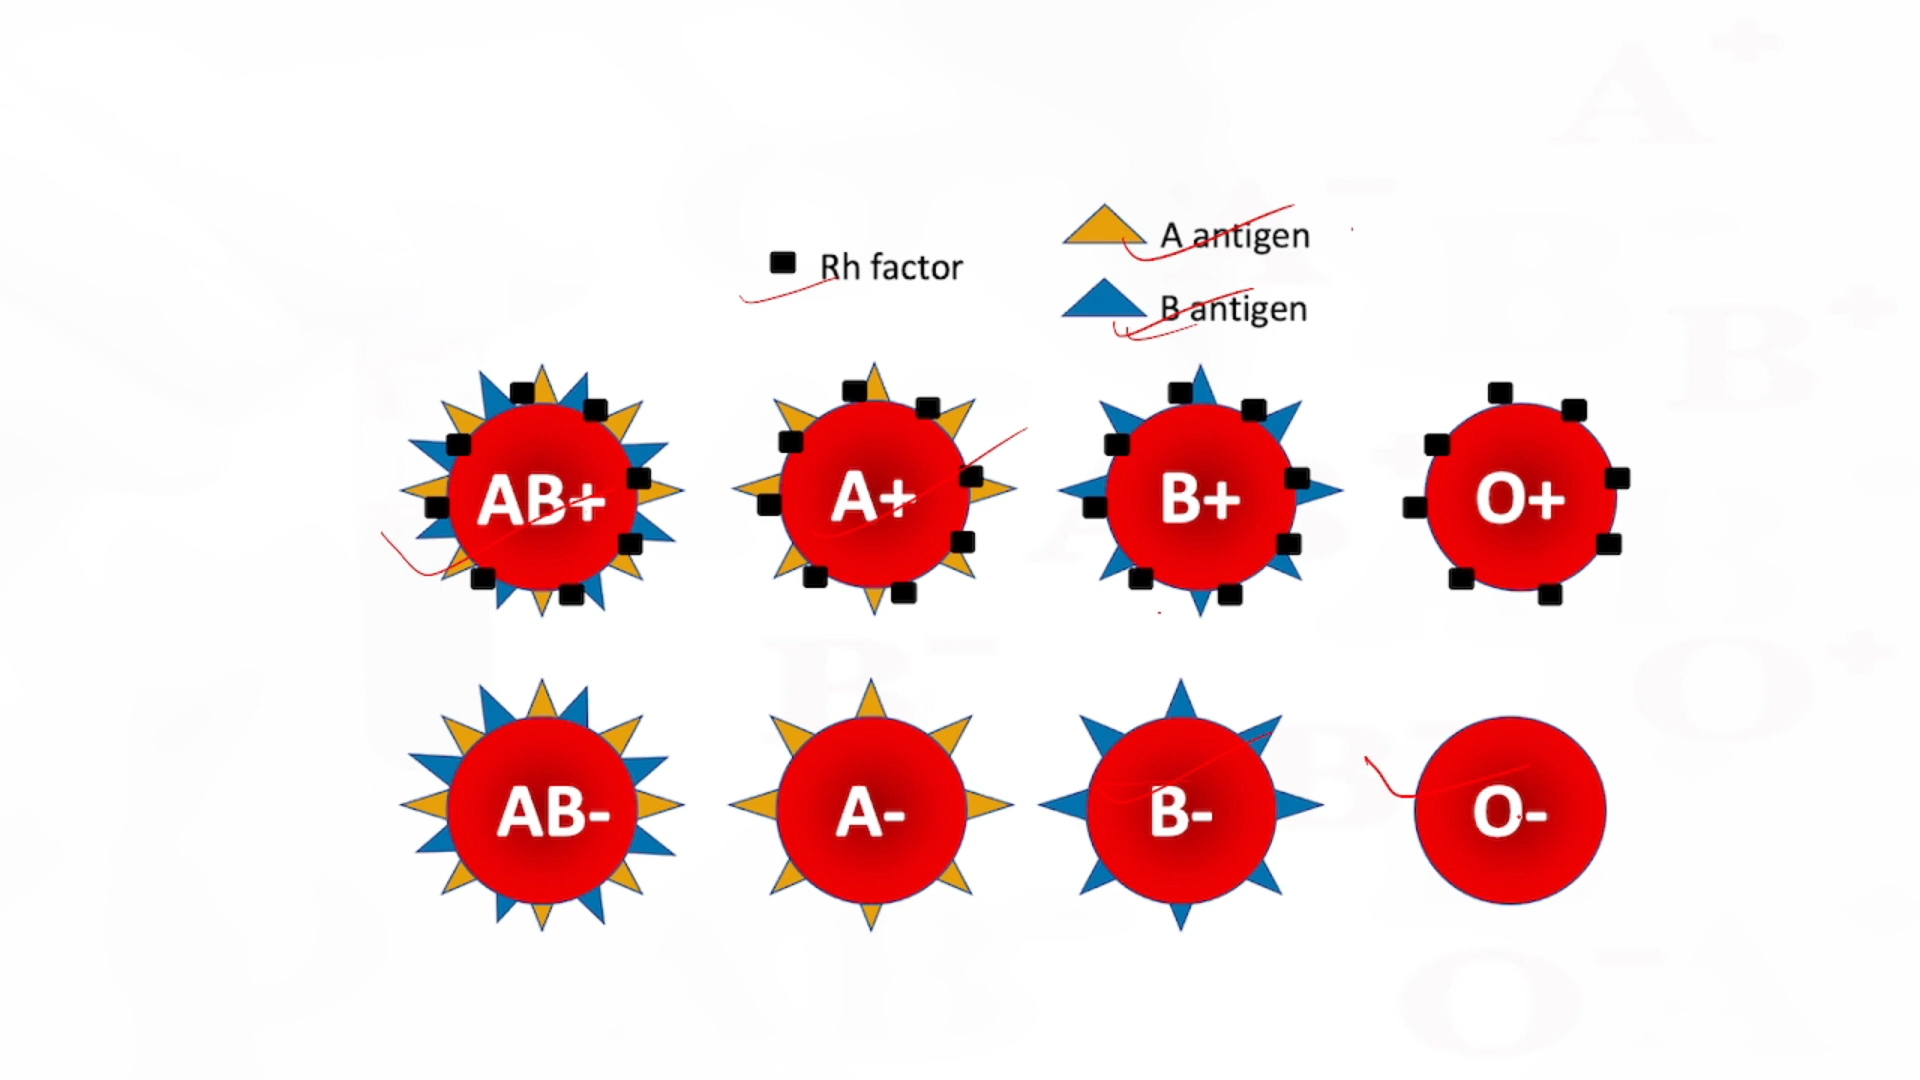 Rh factor
A antigen
B antigen
AB+ A+ B+ O+
AB- A- B- O-
A+
B+
O+
B-
O-